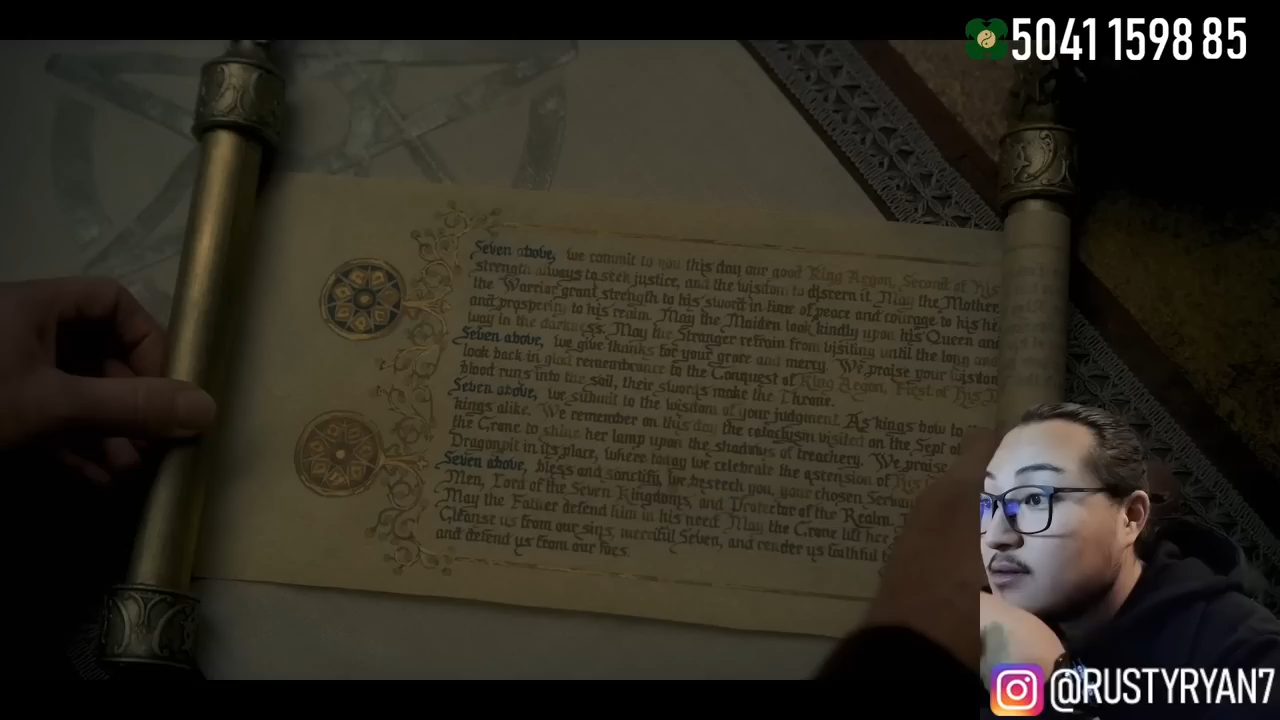 5041 1598 85
Seven above, we commit to you this day our good King Aegon, Second of his
strength always to seek justice, and the wisdom to discern it. May the Mother
the Warrior grant strength to his sword in time of peace and courage to his he
and prosperity to his realm. May the Maiden look kindly upon his Queen and
way in the darkness. May the Stranger refrain from visiting until the long and
Seven above, we give thanks for your grace and mercy. We praise your wisdom
look back in glad remembrance to the Conquest of King Aegon, First of His
blood runs into the soil, their swords make the Throne.
Seven above, we submit to the wisdom of your judgment. As kings bow to
kings alike. We remember on this day the cataclysm visited on the Sept
the Crone to shine her lamp upon the shadows of treachery. We praise
Dragonpit in its place, where today we celebrate the ascension of
Seven above, bless and sanctify, we beseech you, your chosen Servan
Men, Lord of the Seven Kingdoms, and Protector of the Realm.
May the Father defend him in his need. May the Crone lift her
Cleanse us from our sins, merciful Seven, and render us faithful
and defend us from our foes.
@RUSTYRYAN7